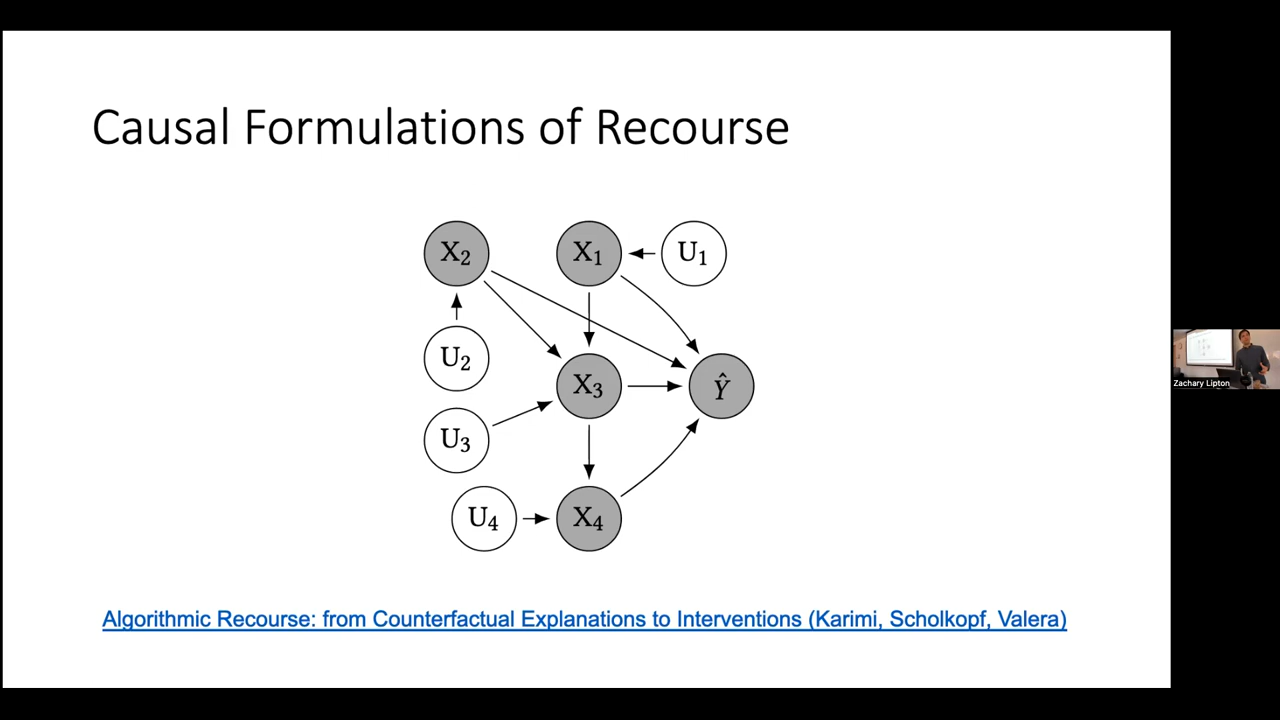 Causal Formulations of Recourse
X₂
X₁
U₁
U₂
X₃
Ŷ
U₃
U₄
X₄
Algorithmic Recourse: from Counterfactual Explanations to Interventions (Karimi, Scholkopf, Valera)
Zachary Lipton